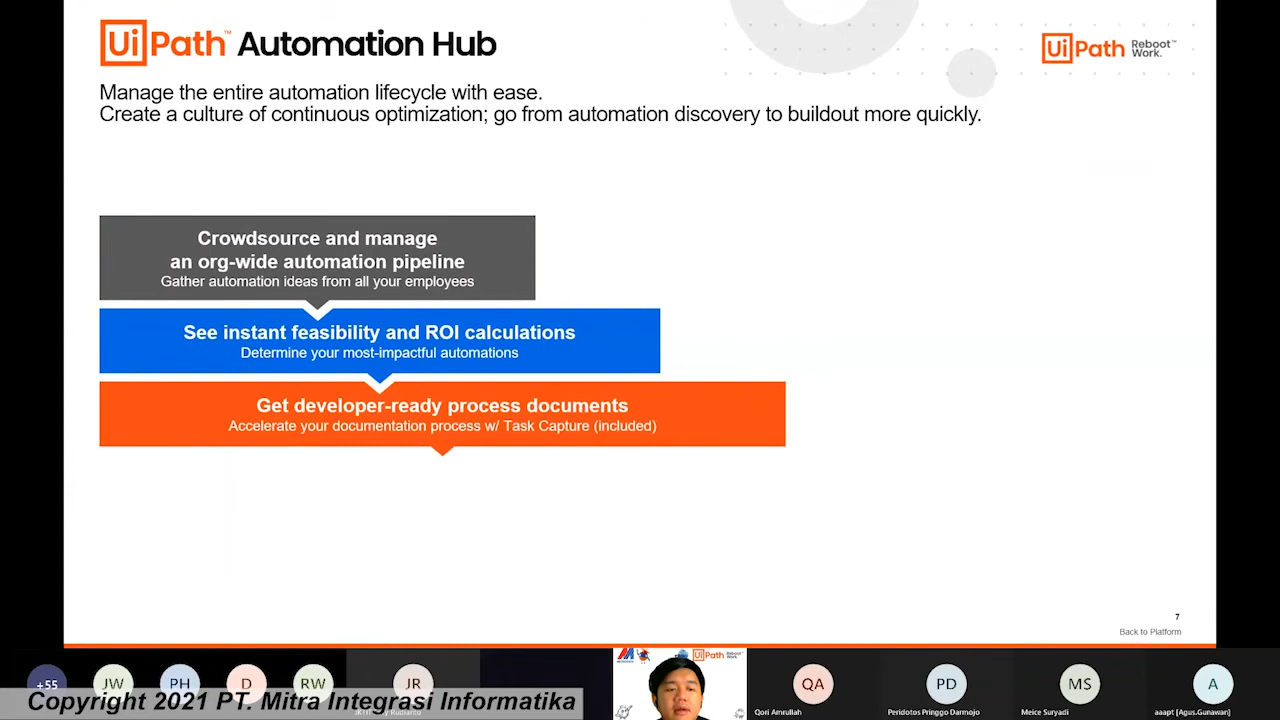 UiPath™ Automation Hub
UiPath Reboot Work.™
Manage the entire automation lifecycle with ease.
Create a culture of continuous optimization; go from automation discovery to buildout more quickly.
Crowdsource and manage
an org-wide automation pipeline
Gather automation ideas from all your employees
See instant feasibility and ROI calculations
Determine your most-impactful automations
Get developer-ready process documents
Accelerate your documentation process w/ Task Capture (included)
7
Back to Platform
UiPath Reboot Work.
+55
JW
PH
D
RW
JR
QA
PD
MS
A
Copyright 2021 PT. Mitra Integrasi Informatika
Qori Amrullah
Peridotos Pringgo Darmojo
Meice Suryadi
aaapt [Agus.Gunawan]